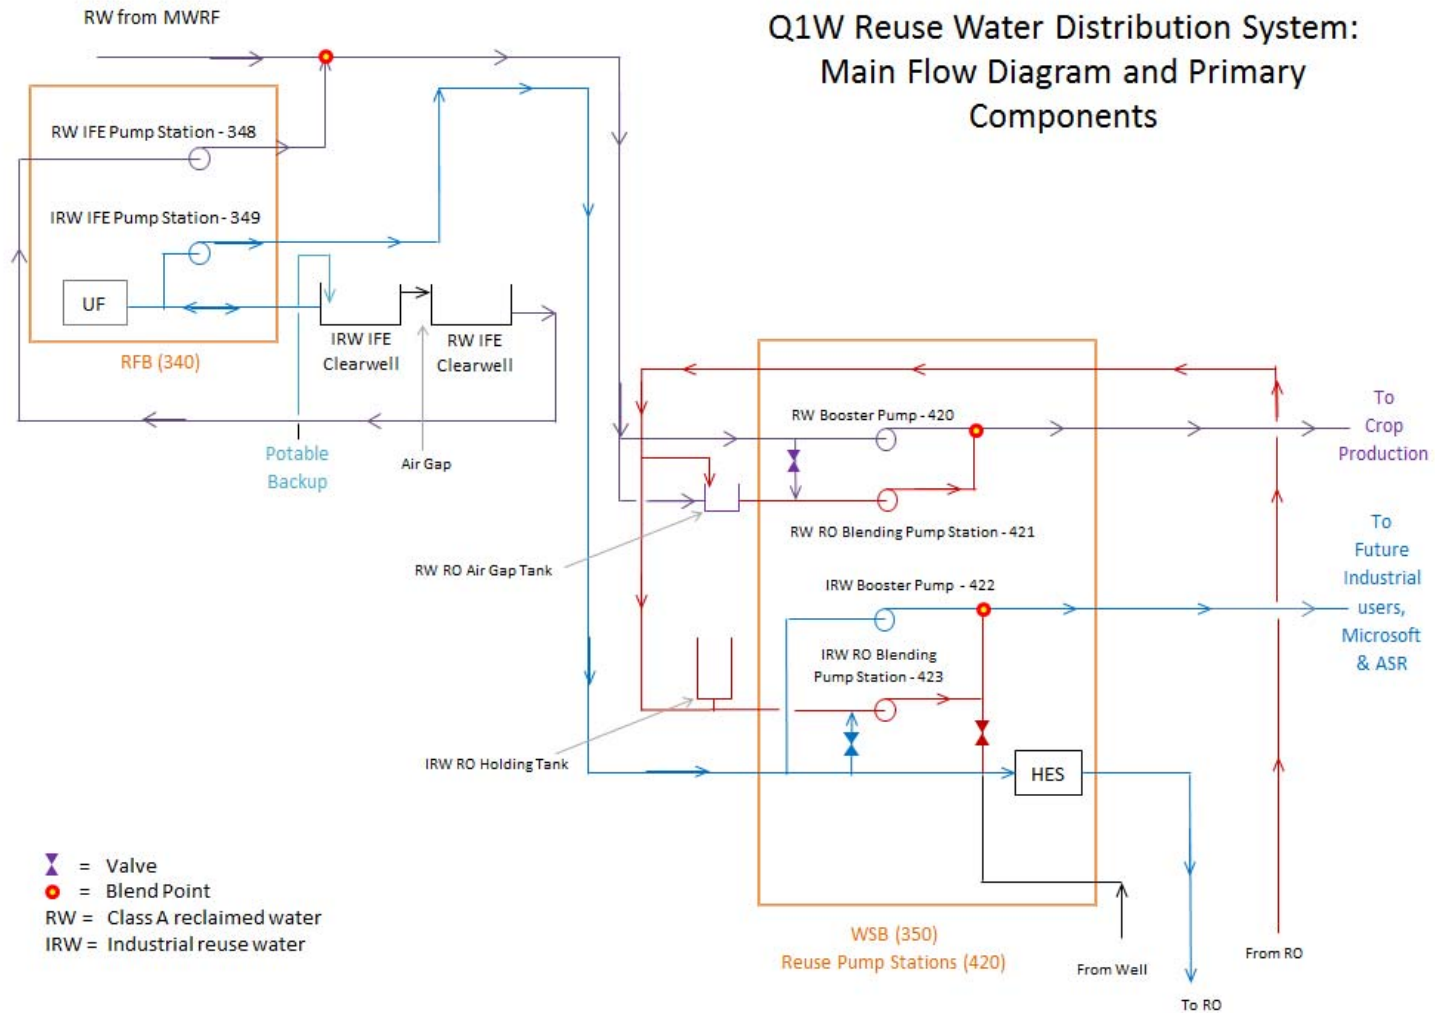 RW from MWRF
Q1W Reuse Water Distribution System:
Main Flow Diagram and Primary
Components
RW IFE Pump Station - 348
IRW IFE Pump Station - 349
UF
IRW IFE
Clearwell
RW IFE
Clearwell
RFB (340)
Potable
Backup
Air Gap
RW Booster Pump - 420
To
Crop
Production
RW RO Blending Pump Station - 421
RW RO Air Gap Tank
To
Future
Industrial
users,
Microsoft
& ASR
IRW Booster Pump - 422
IRW RO Blending
Pump Station - 423
IRW RO Holding Tank
HES
= Valve
= Blend Point
RW = Class A reclaimed water
IRW = Industrial reuse water
WSB (350)
Reuse Pump Stations (420)
From Well
From RO
To RO